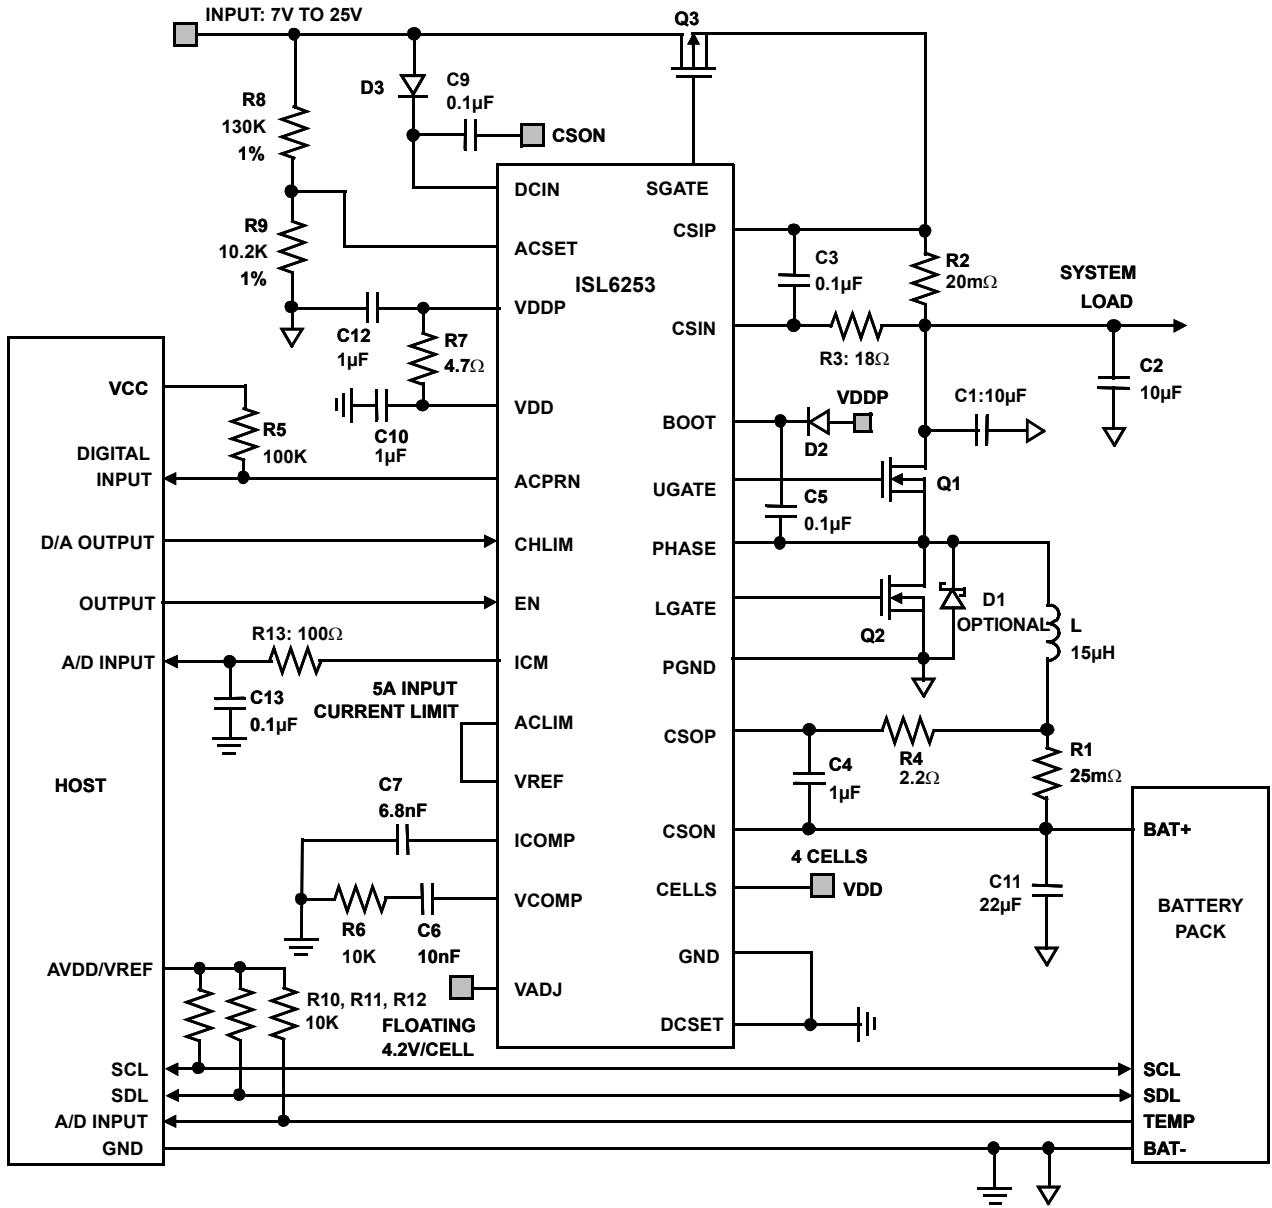 INPUT: 7V TO 25V
Q3
D3
C9
0.1µF
CSON
R8
130K
1%
R9
10.2K
1%
DCIN
SGATE
ACSET
CSIP
ISL6253
C3
0.1µF
R2
20mΩ
SYSTEM
LOAD
VDDP
CSIN
C12
1µF
R7
4.7Ω
R3: 18Ω
C2
10µF
VCC
VDD
C10
1µF
BOOT
VDDP
D2
C1:10µF
R5
100K
DIGITAL
INPUT
ACPRN
UGATE
Q1
C5
0.1µF
D/A OUTPUT
CHLIM
PHASE
OUTPUT
EN
LGATE
Q2
D1
OPTIONAL
L
15µH
R13: 100Ω
A/D INPUT
ICM
PGND
C13
0.1µF
5A INPUT
CURRENT LIMIT
ACLIM
CSOP
R4
2.2Ω
R1
25mΩ
C4
1µF
HOST
VREF
C7
6.8nF
ICOMP
CSON
BAT+
4 CELLS
CELLS
VDD
C11
22µF
BATTERY
PACK
VCOMP
R6
10K
C6
10nF
AVDD/VREF
GND
VADJ
R10, R11, R12
10K
FLOATING
4.2V/CELL
DCSET
SCL
SCL
SDL
SDL
A/D INPUT
TEMP
GND
BAT-